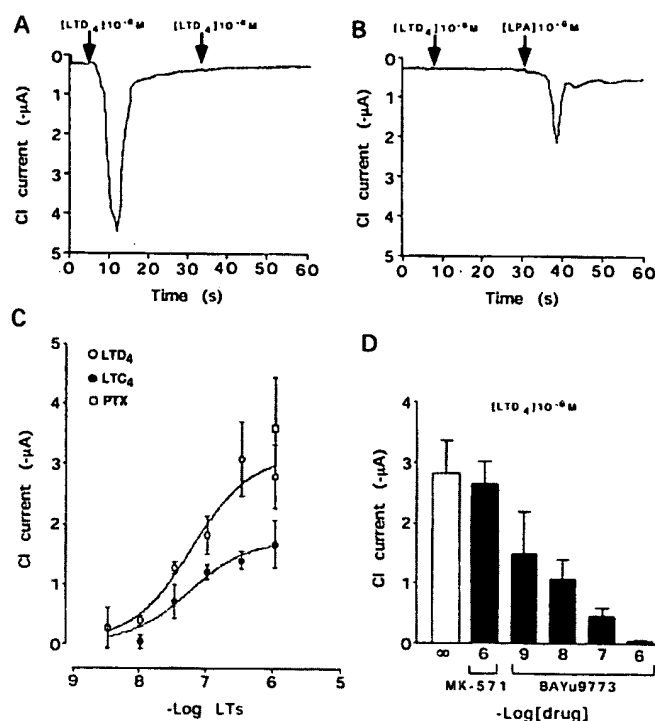 A
[LTD4]10-6M
[LTD4]10-6M
0
1
2
3
4
5
Cl current (-μA)
0 10 20 30 40 50 60
Time (s)
B
[LTD4]10-6M
[LPA]10-6M
0
1
2
3
4
5
Cl current (-μA)
0 10 20 30 40 50 60
Time (s)
C
LTD4
LTC4
PTX
5
4
3
2
1
0
Cl current (-μA)
9 8 7 6 5
-Log LTs
D
[LTD4]10-6M
4
3
2
1
0
Cl current (-μA)
∞ 6 9 8 7 6
MK-571 BAYu9773
-Log[drug]